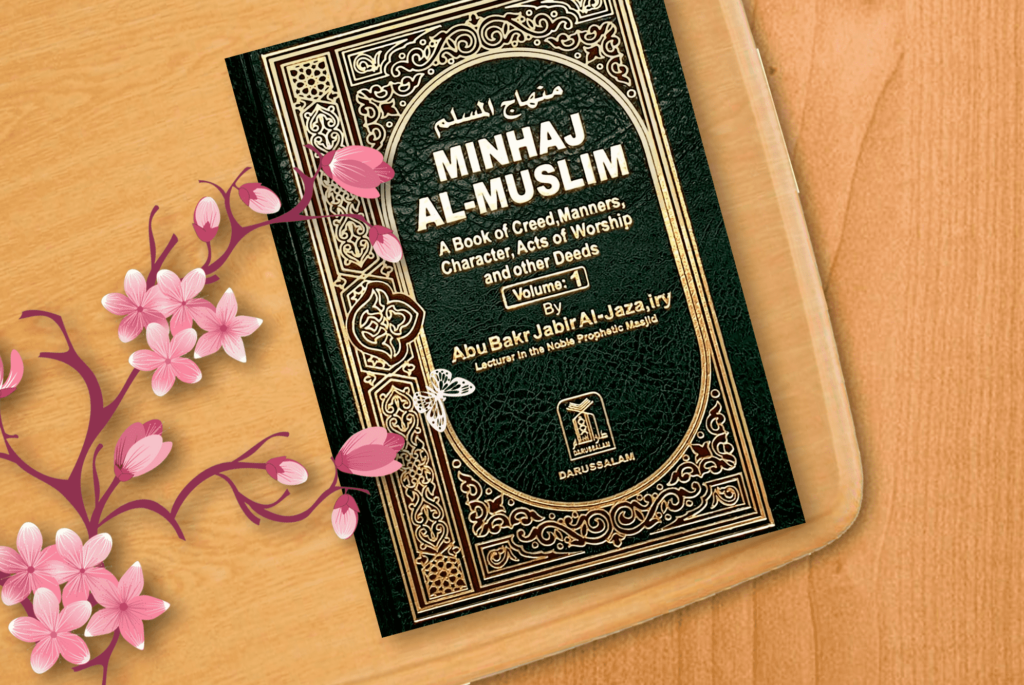 منهاج المسلم
MINHAJ
AL-MUSLIM
A Book of Creed,Manners,
Character,Acts of Worship
and other Deeds
Volume: 1
By
Abu Bakr Jabir Al-Jaza,iry
Lecturer in the Noble Prophetic Masjid
DARUSSALAM
DARUSSALAM